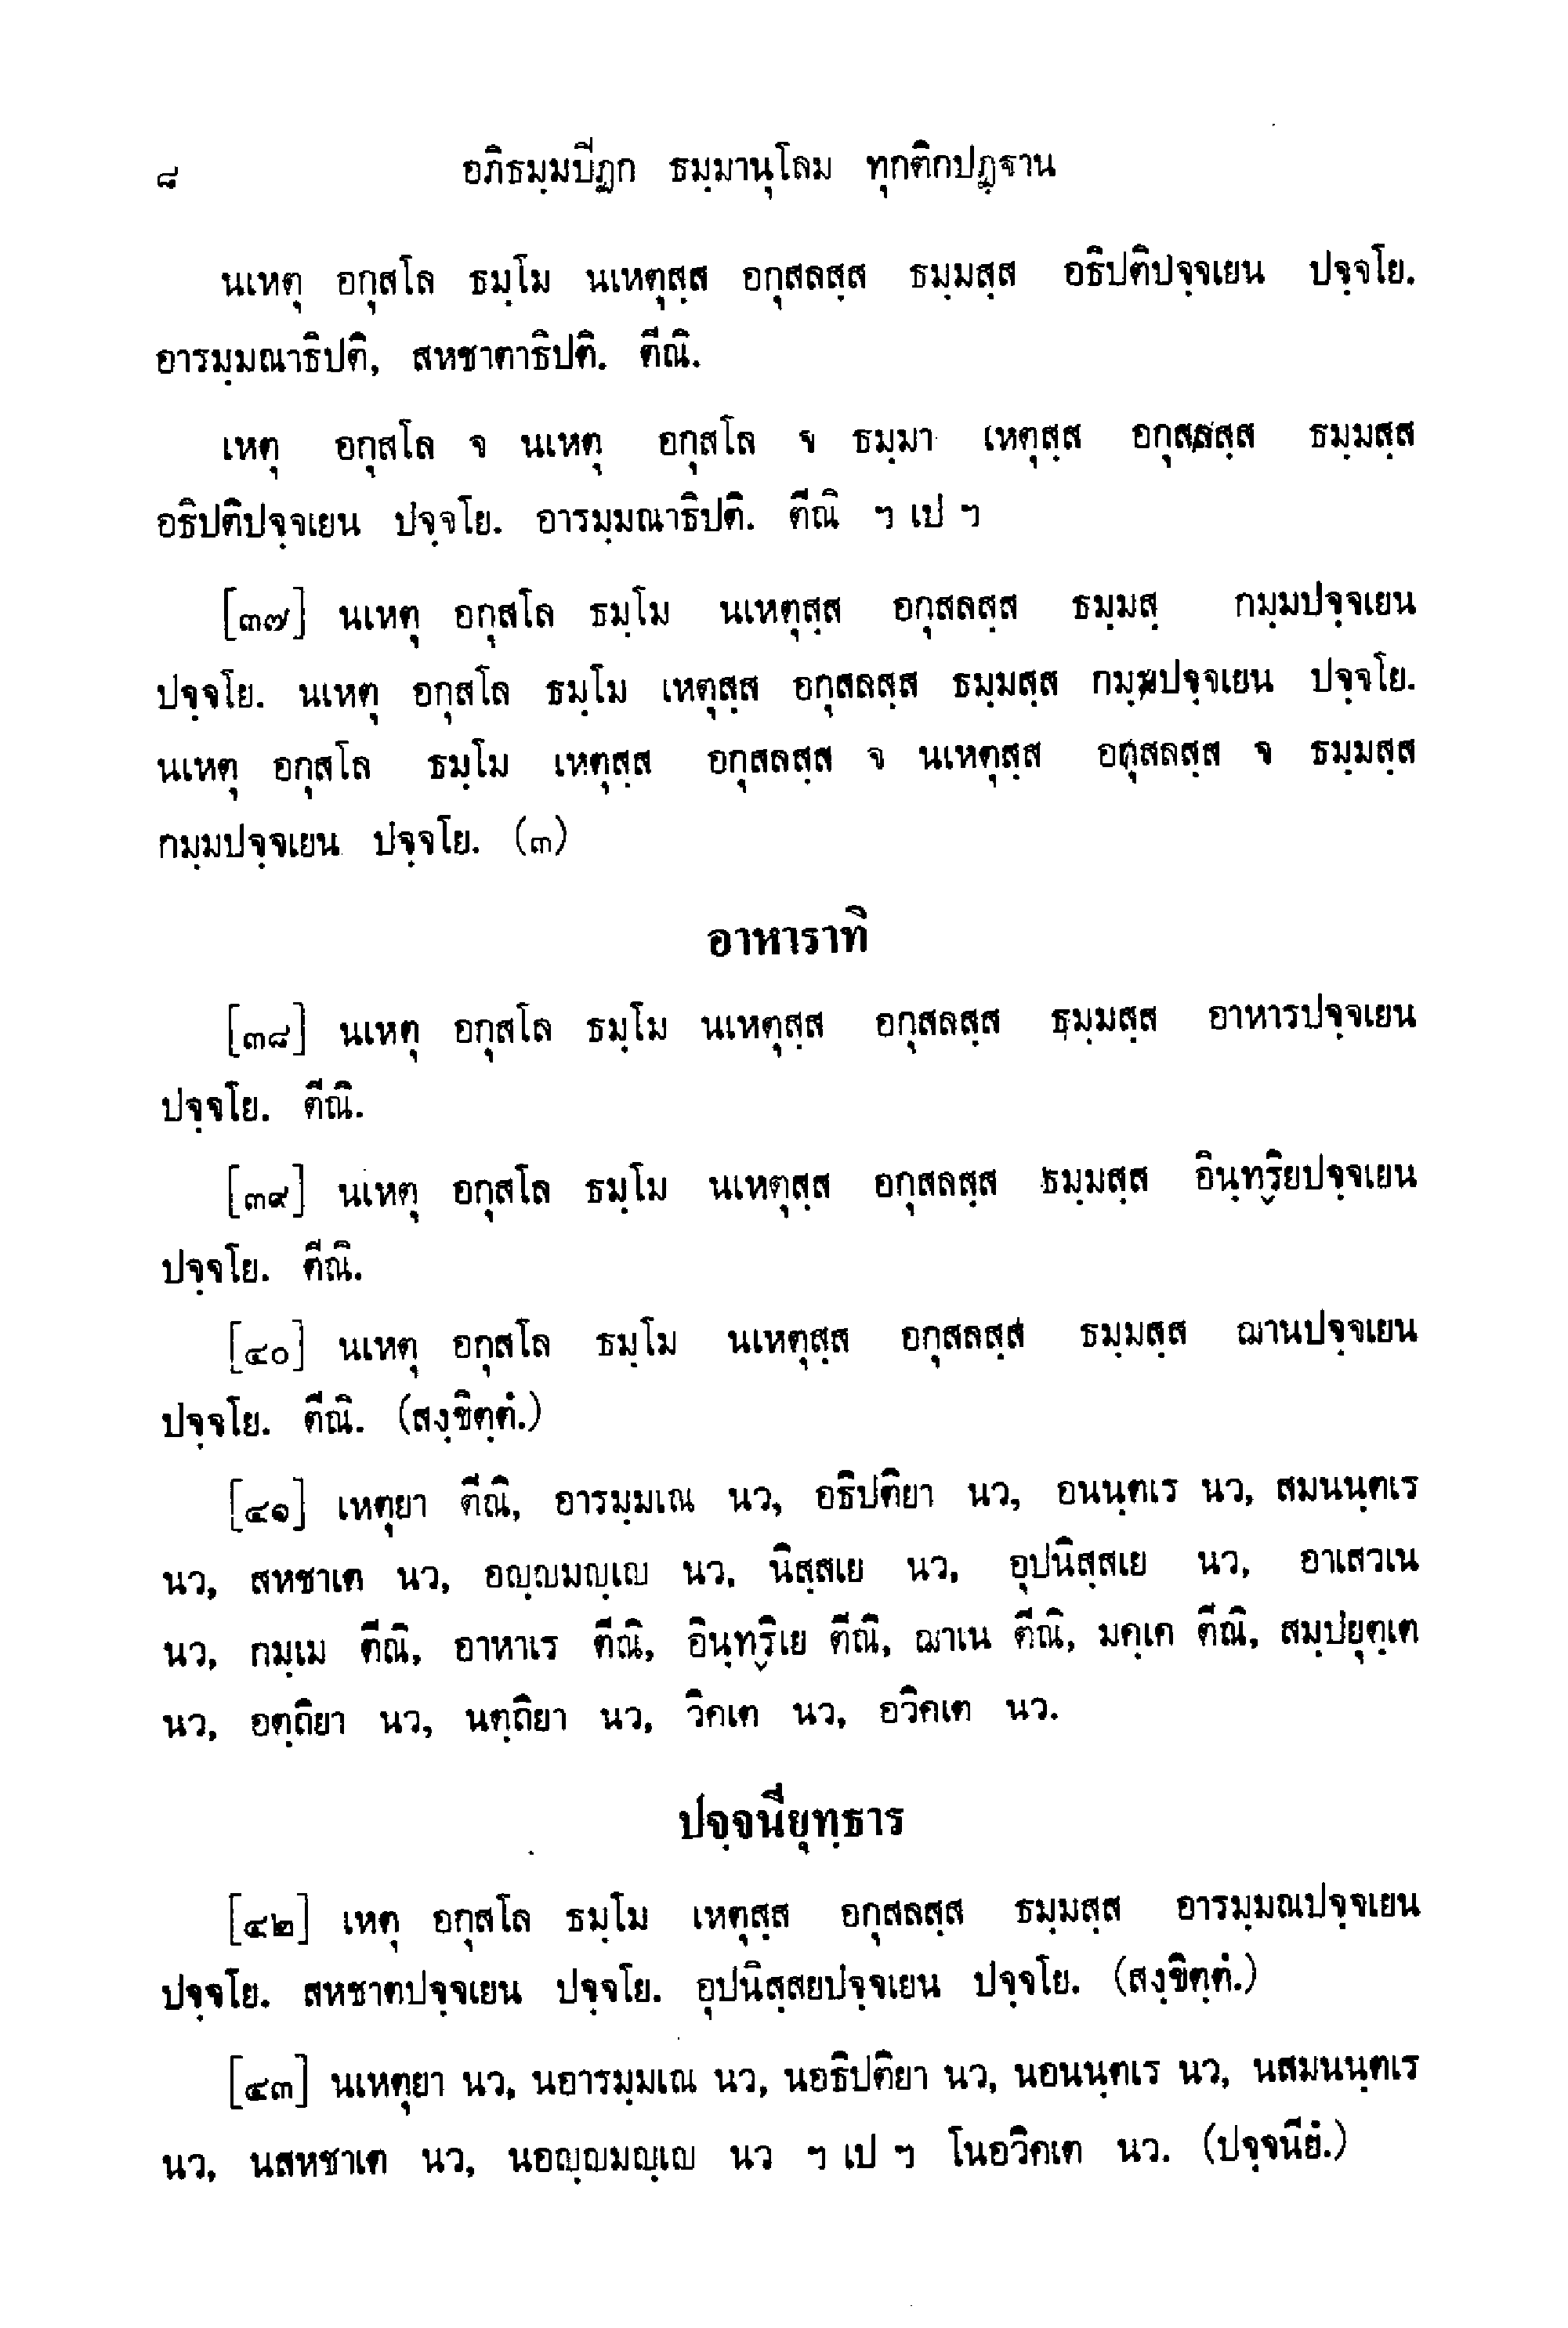 ๘ อภิธมฺมปิฏก ธมฺมานุโลม ทุกติกปฏฺฐาน
นเหตุ อกุสโล ธมฺโม นเหตุสฺส อกุสลสฺส ธมฺมสฺส อธิปติปจฺจเยน ปจฺจโย.
อารมฺมณาธิปติ, สหชาตาธิปติ. ตีณิ.
เหตุ อกุสโล จ นเหตุ อกุสโล จ ธมฺมา เหตุสฺส อกุสลสฺส ธมฺมสฺส
อธิปติปจฺจเยน ปจฺจโย. อารมฺมณาธิปติ. ตีณิ ฯ เป ฯ
[๓๗] นเหตุ อกุสโล ธมฺโม นเหตุสฺส อกุสลสฺส ธมฺมสฺ กมฺมปจฺจเยน
ปจฺจโย. นเหตุ อกุสโล ธมฺโม เหตุสฺส อกุสลสฺส ธมฺมสฺส กมฺมปจฺจเยน ปจฺจโย.
นเหตุ อกุสโล ธมฺโม เหตุสฺส อกุสลสฺส จ นเหตุสฺส อกุสลสฺส จ ธมฺมสฺส
กมฺมปจฺจเยน ปจฺจโย. (๓)
อาหาราทิ
[๓๘] นเหตุ อกุสโล ธมฺโม นเหตุสฺส อกุสลสฺส ธมฺมสฺส อาหารปจฺจเยน
ปจฺจโย. ตีณิ.
[๓๙] นเหตุ อกุสโล ธมฺโม นเหตุสฺส อกุสลสฺส ธมฺมสฺส อินฺทฺริยปจฺจเยน
ปจฺจโย. ตีณิ.
[๔๐] นเหตุ อกุสโล ธมฺโม นเหตุสฺส อกุสลสฺส ธมฺมสฺส ฌานปจฺจเยน
ปจฺจโย. ตีณิ. (สงฺขิตฺตํ.)
[๔๑] เหตุยา ตีณิ, อารมฺมเณ นว, อธิปติยา นว, อนนฺตเร นว, สมนนฺตเร
นว, สหชาเต นว, อญฺญมญฺเญ นว, นิสฺสเย นว, อุปนิสฺสเย นว, อาเสวเน
นว, กมฺเม ตีณิ, อาหาเร ตีณิ, อินฺทฺริเย ตีณิ, ฌาเน ตีณิ, มคฺเค ตีณิ, สมฺปยุตฺเต
นว, อตฺถิยา นว, นตฺถิยา นว, วิคเต นว, อวิคเต นว.
ปจฺจนียุทฺธาร
[๔๒] เหตุ อกุสโล ธมฺโม เหตุสฺส อกุสลสฺส ธมฺมสฺส อารมฺมณปจฺจเยน
ปจฺจโย. สหชาตปจฺจเยน ปจฺจโย. อุปนิสฺสยปจฺจเยน ปจฺจโย. (สงฺขิตฺตํ.)
[๔๓] นเหตุยา นว, นอารมฺมเณ นว, นอธิปติยา นว, นอนนฺตเร นว, นสมนนฺตเร
นว, นสหชาเต นว, นอญฺญมญฺเญ นว ฯ เป ฯ โนอวิคเต นว. (ปจฺจนียํ.)